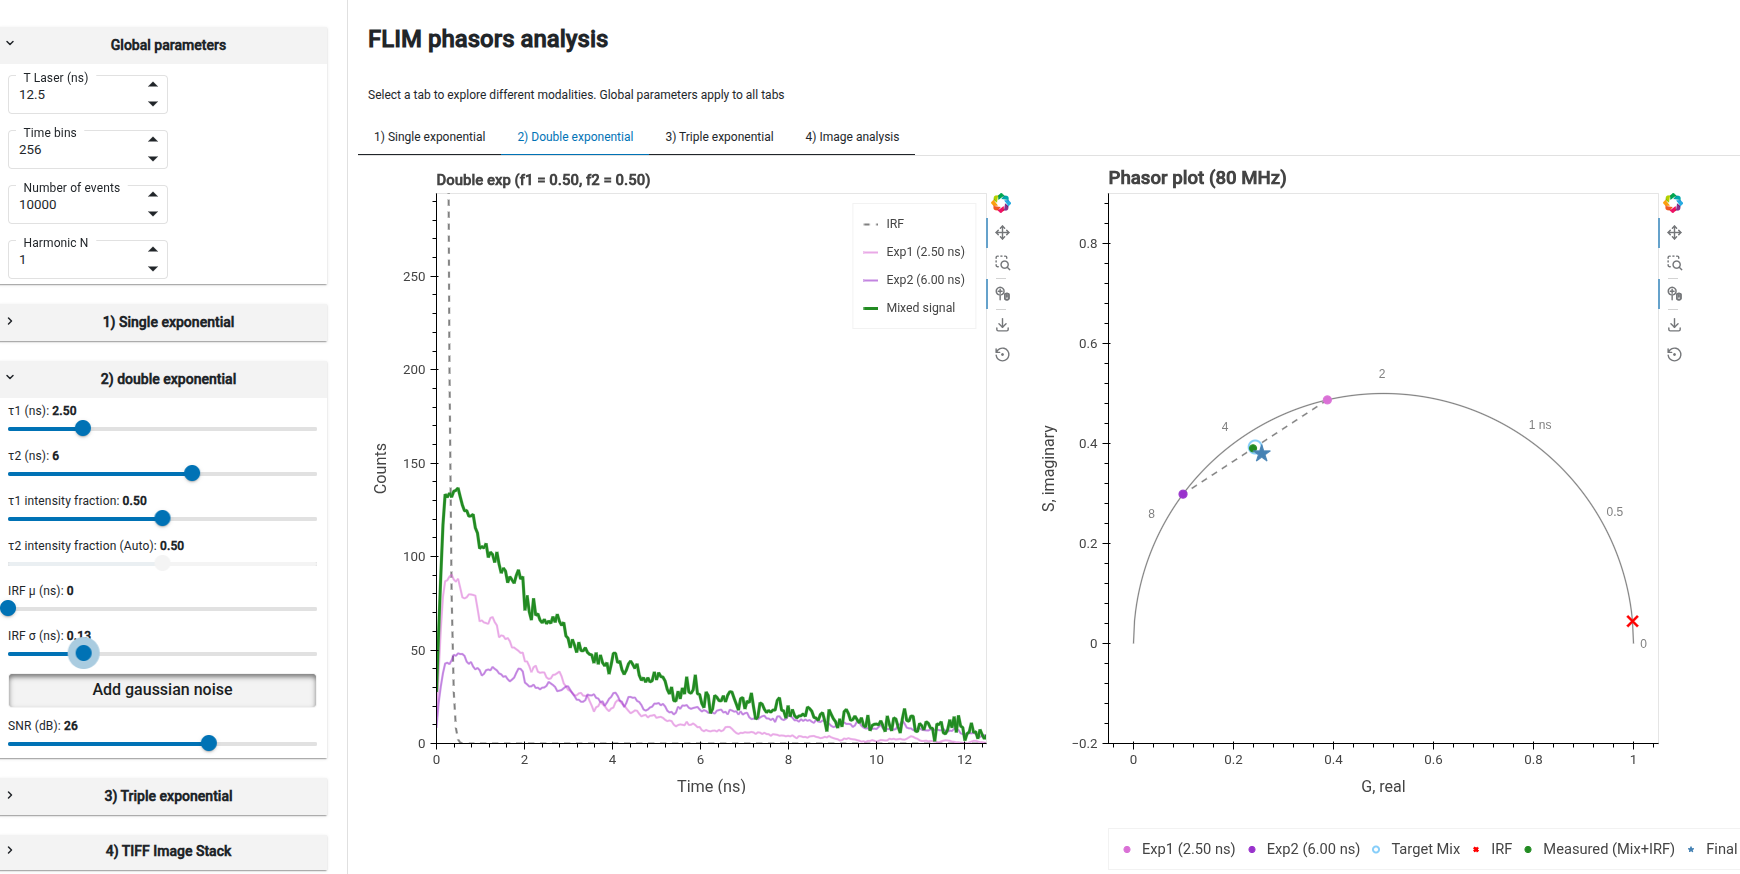 Global parameters
T Laser (ns)
12.5
Time bins
256
Number of events
10000
Harmonic N
1
1) Single exponential
2) double exponential
τ1 (ns): 2.50
τ2 (ns): 6
τ1 intensity fraction: 0.50
τ2 intensity fraction (Auto): 0.50
IRF μ (ns): 0
IRF σ (ns): 0.13
Add gaussian noise
SNR (dB): 26
3) Triple exponential
4) TIFF Image Stack
FLIM phasors analysis
Select a tab to explore different modalities. Global parameters apply to all tabs
1) Single exponential 2) Double exponential 3) Triple exponential 4) Image analysis
Double exp (f1 = 0.50, f2 = 0.50)
IRF
Exp1 (2.50 ns)
Exp2 (6.00 ns)
Mixed signal
Counts
250
200
150
100
50
0
0 2 4 6 8 10 12
Time (ns)
Phasor plot (80 MHz)
S, imaginary
0.8
0.6
0.4
0.2
0
−0.2
8
4
2
1 ns
0.5
0
0 0.2 0.4 0.6 0.8 1
G, real
Exp1 (2.50 ns) Exp2 (6.00 ns) Target Mix IRF Measured (Mix+IRF) Final